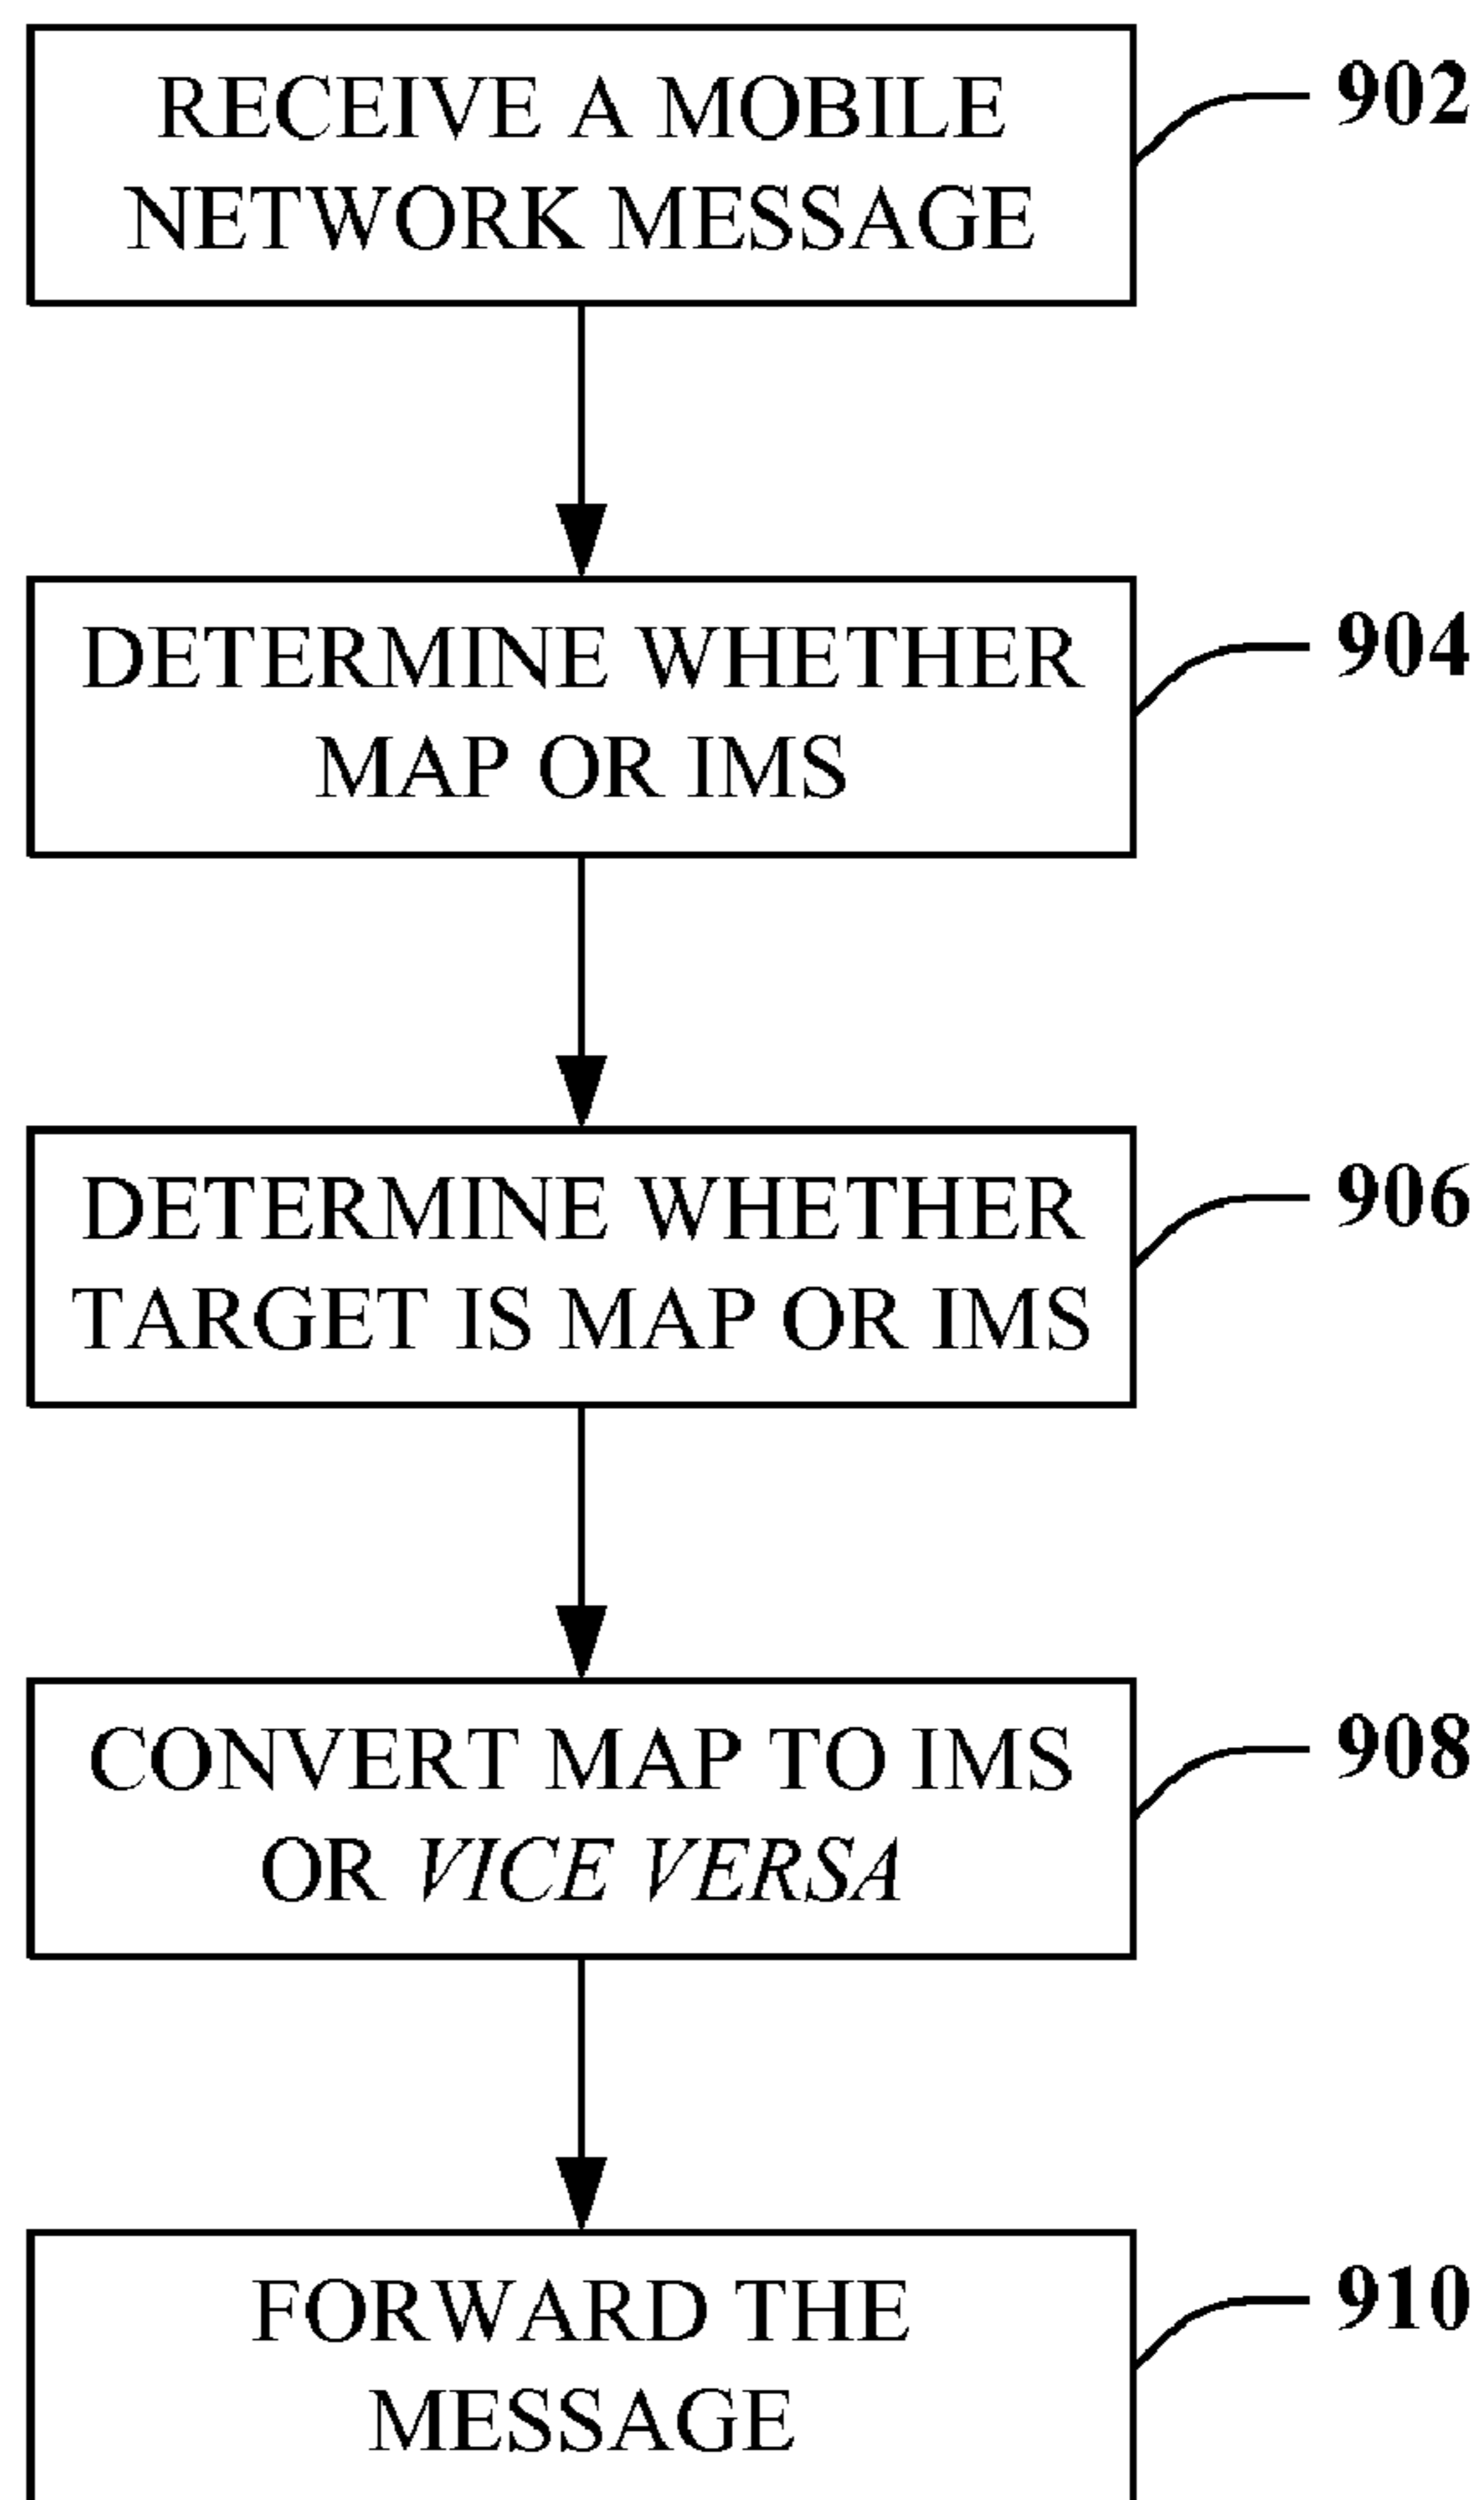 RECEIVE A MOBILE
NETWORK MESSAGE
902
DETERMINE WHETHER
MAP OR IMS
904
DETERMINE WHETHER
TARGET IS MAP OR IMS
906
CONVERT MAP TO IMS
OR VICE VERSA
908
FORWARD THE
MESSAGE
910